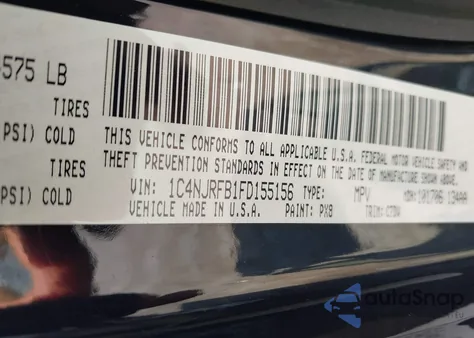 575 LB
TIRES
PSI) COLD
TIRES
PSI) COLD
THIS VEHICLE CONFORMS TO ALL APPLICABLE U.S.A. FEDERAL MOTOR VEHICLE SAFETY AND
THEFT PREVENTION STANDARDS IN EFFECT ON THE DATE OF MANUFACTURE SHOWN ABOVE.
VIN: 1C4NJRFB1FD155156 TYPE: MPV MDH:
VEHICLE MADE IN U.S.A. PAINT: PX8 TRIM:
autoSnap